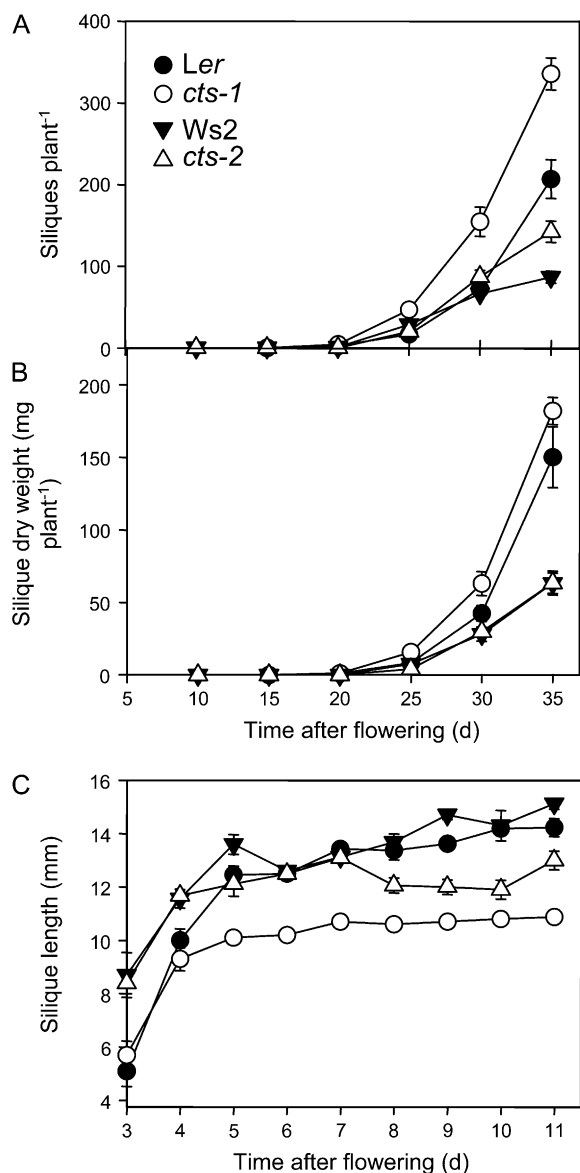 A
400
300
200
100
0
Siliques plant⁻¹
Ler
cts-1
Ws2
cts-2
B
200
150
100
50
0
Silique dry weight (mg
plant⁻¹)
5 10 15 20 25 30 35
Time after flowering (d)
C
16
14
12
10
8
6
4
Silique length (mm)
3 4 5 6 7 8 9 10 11
Time after flowering (d)